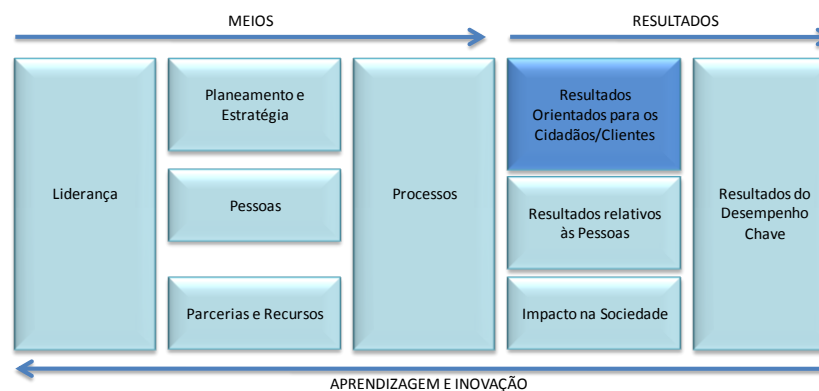 MEIOS
RESULTADOS
Liderança
Planeamento e
Estratégia
Pessoas
Parcerias e Recursos
Processos
Resultados
Orientados para os
Cidadãos/Clientes
Resultados relativos
às Pessoas
Impacto na Sociedade
Resultados do
Desempenho
Chave
APRENDIZAGEM E INOVAÇÃO